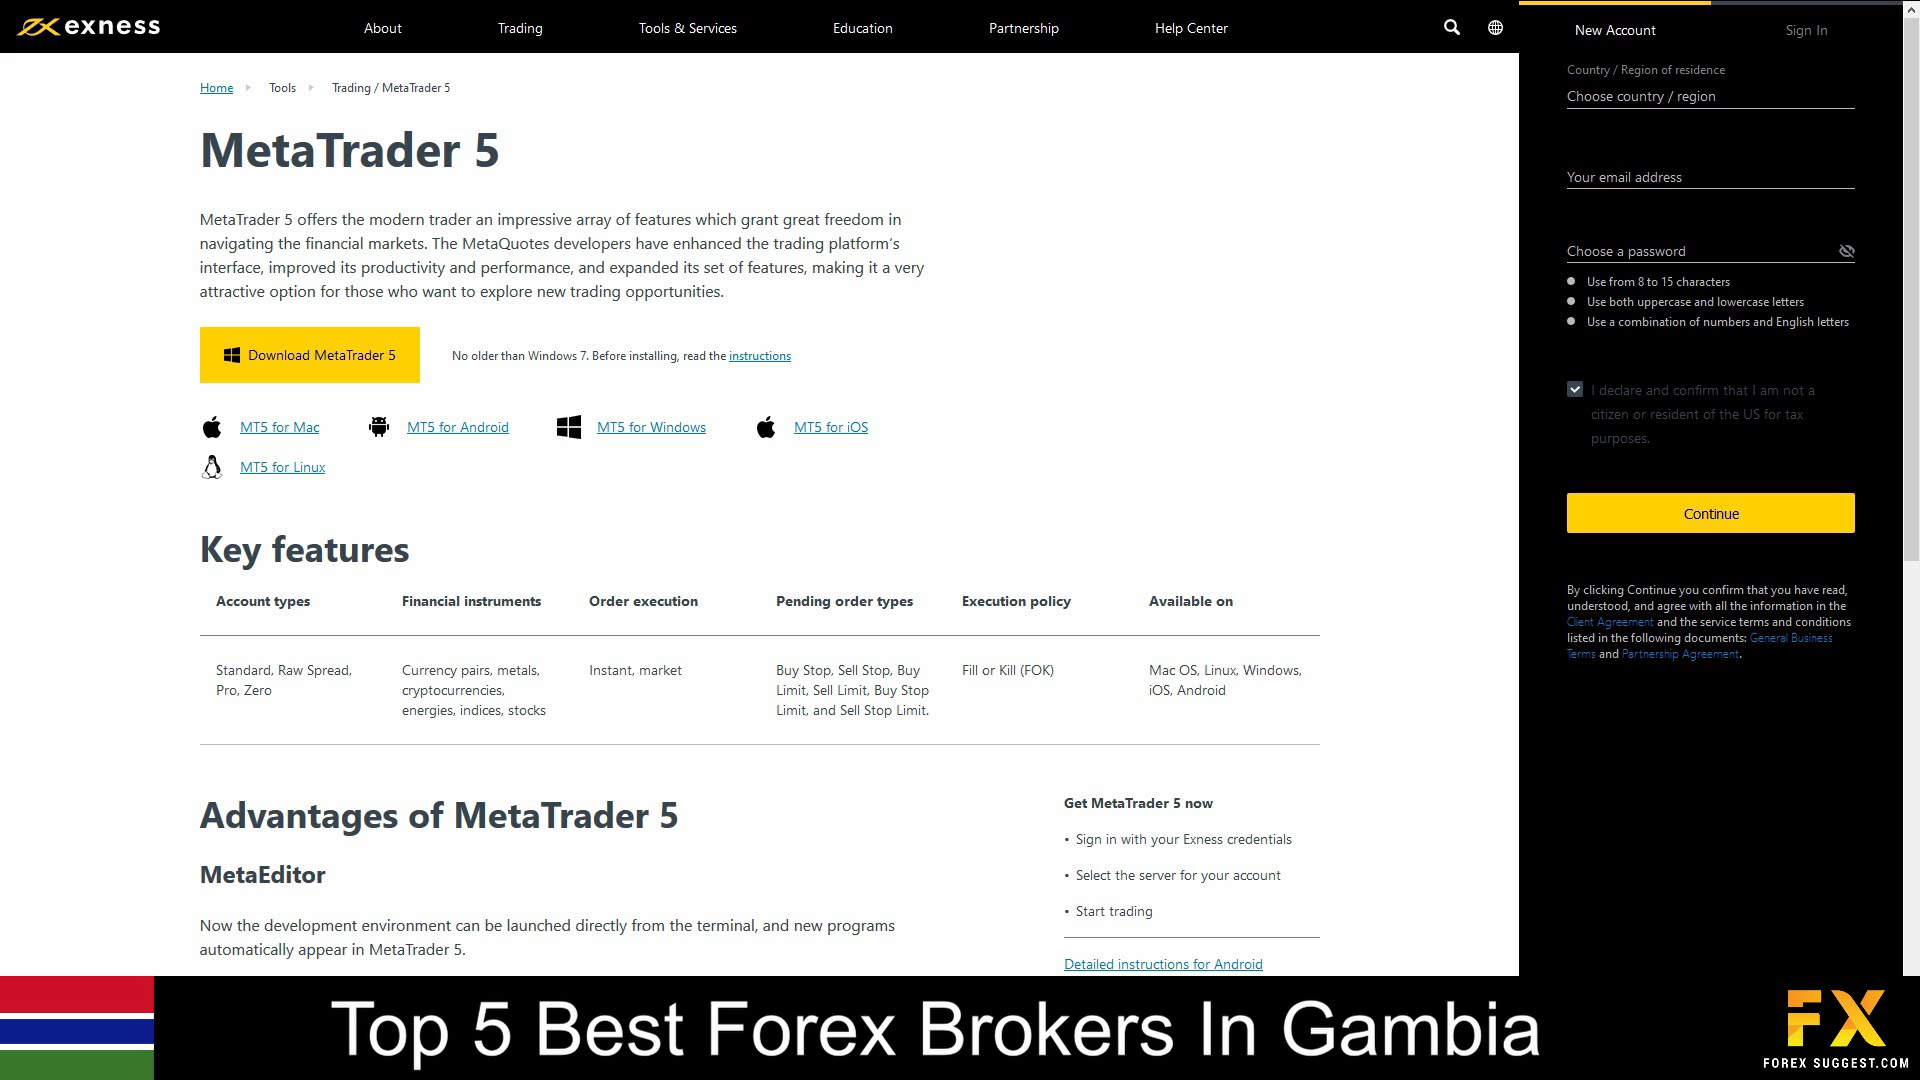 exness
About
Trading
Tools & Services
Education
Partnership
Help Center
New Account
Sign In
Home
Tools
Trading / MetaTrader 5
MetaTrader 5
MetaTrader 5 offers the modern trader an impressive array of features which grant great freedom in
navigating the financial markets. The MetaQuotes developers have enhanced the trading platform's
interface, improved its productivity and performance, and expanded its set of features, making it a very
attractive option for those who want to explore new trading opportunities.
Download MetaTrader 5
No older than Windows 7. Before installing, read the instructions
MT5 for Mac
MT5 for Android
MT5 for Windows
MT5 for iOS
MT5 for Linux
Key features
Account types
Financial instruments
Order execution
Pending order types
Execution policy
Available on
Standard, Raw Spread,
Pro, Zero
Currency pairs, metals,
cryptocurrencies,
energies, indices, stocks
Instant, market
Buy Stop, Sell Stop, Buy
Limit, Sell Limit, Buy Stop
Limit, and Sell Stop Limit.
Fill or Kill (FOK)
Mac OS, Linux, Windows,
iOS, Android
Advantages of MetaTrader 5
MetaEditor
Now the development environment can be launched directly from the terminal, and new programs
automatically appear in MetaTrader 5.
Get MetaTrader 5 now
• Sign in with your Exness credentials
• Select the server for your account
• Start trading
Detailed instructions for Android
Country / Region of residence
Choose country / region
Your email address
Choose a password
Use from 8 to 15 characters
Use both uppercase and lowercase letters
Use a combination of numbers and English letters
I declare and confirm that I am not a
citizen or resident of the US for tax
purposes.
Continue
By clicking Continue you confirm that you have read,
understood, and agree with all the information in the
Client Agreement and the service terms and conditions
listed in the following documents: General Business
Terms and Partnership Agreement.
Top 5 Best Forex Brokers In Gambia
FX
FOREX SUGGEST.COM